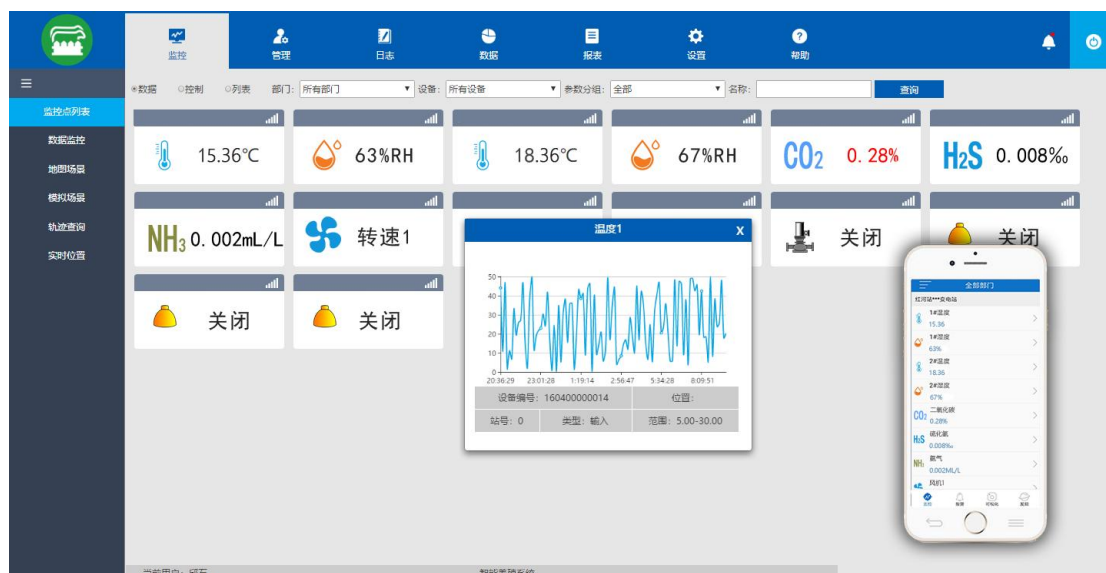 监控 管理 日志 数据 报表 设置 帮助
数据 控制 列表 部门: 所有部门 设备: 所有设备 参数分组: 全部 名称: 查询
监控点列表
数据监控
地图场景
模拟场景
轨迹查询
实时位置
15.36℃ 63%RH 18.36℃ 67%RH CO2 0.28% H2S 0.008‰
NH3 0.002mL/L 转速1 关闭 关闭
关闭 关闭
温度1 X
50
40
30
20
10
0
20:36:29 23:01:28 1:19:14 2:56:47 5:34:28 8:09:51
设备编号: 160400000014 位置:
站号: 0 类型: 输入 范围: 5.00-30.00
全部部门
红河站***变电站
1#温度
15.36
1#湿度
63%
2#温度
18.36
2#湿度
67%
CO2 二氧化碳
0.28%
H2S 硫化氢
0.008‰
NH3 氨气
0.002ML/L
风机1